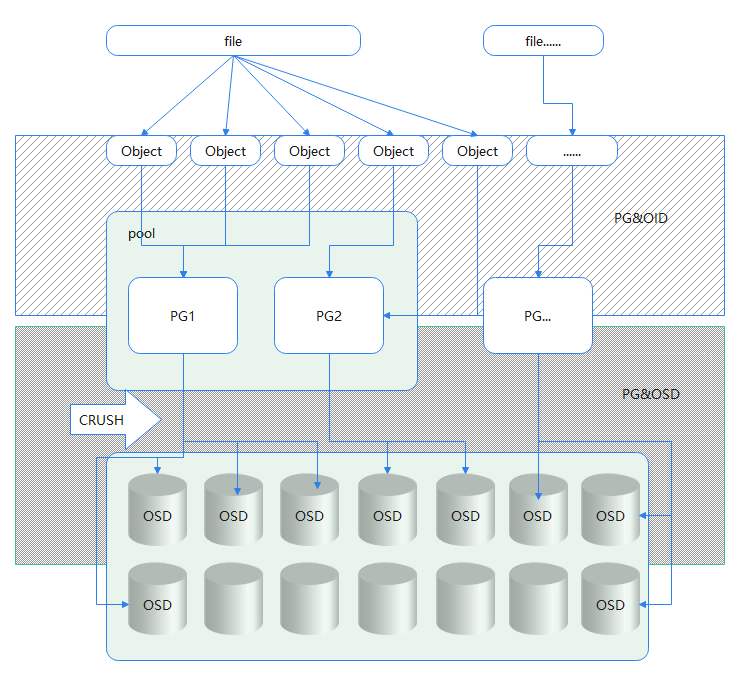 file
file......
Object
Object
Object
Object
Object
......
PG&OID
pool
PG1
PG2
PG...
PG&OSD
CRUSH
OSD
OSD
OSD
OSD
OSD
OSD
OSD
OSD
OSD